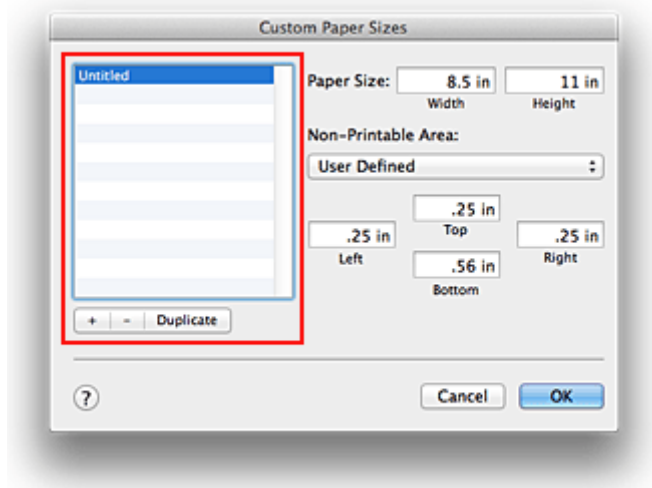 Custom Paper Sizes
Untitled
Paper Size: 8.5 in 11 in
Width Height
Non-Printable Area:
User Defined
.25 in
Top
.25 in .25 in
Left Right
.56 in
Bottom
+ - Duplicate
? Cancel OK